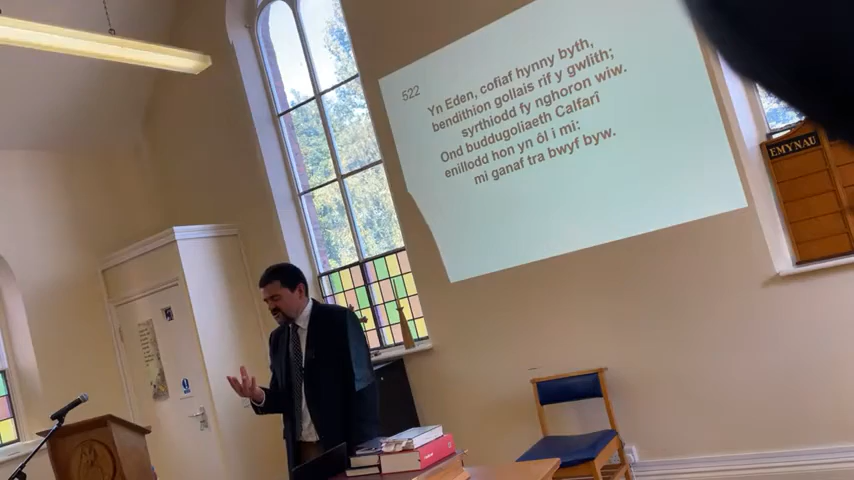 522
Yn Eden, cofiaf hynny byth,
bendithion gollais rif y gwlith;
syrthiodd fy nghoron wiw.
Ond buddugoliaeth Calfarî
enillodd hon yn ôl i mi:
mi ganaf tra bwyf byw.
EMYNAU